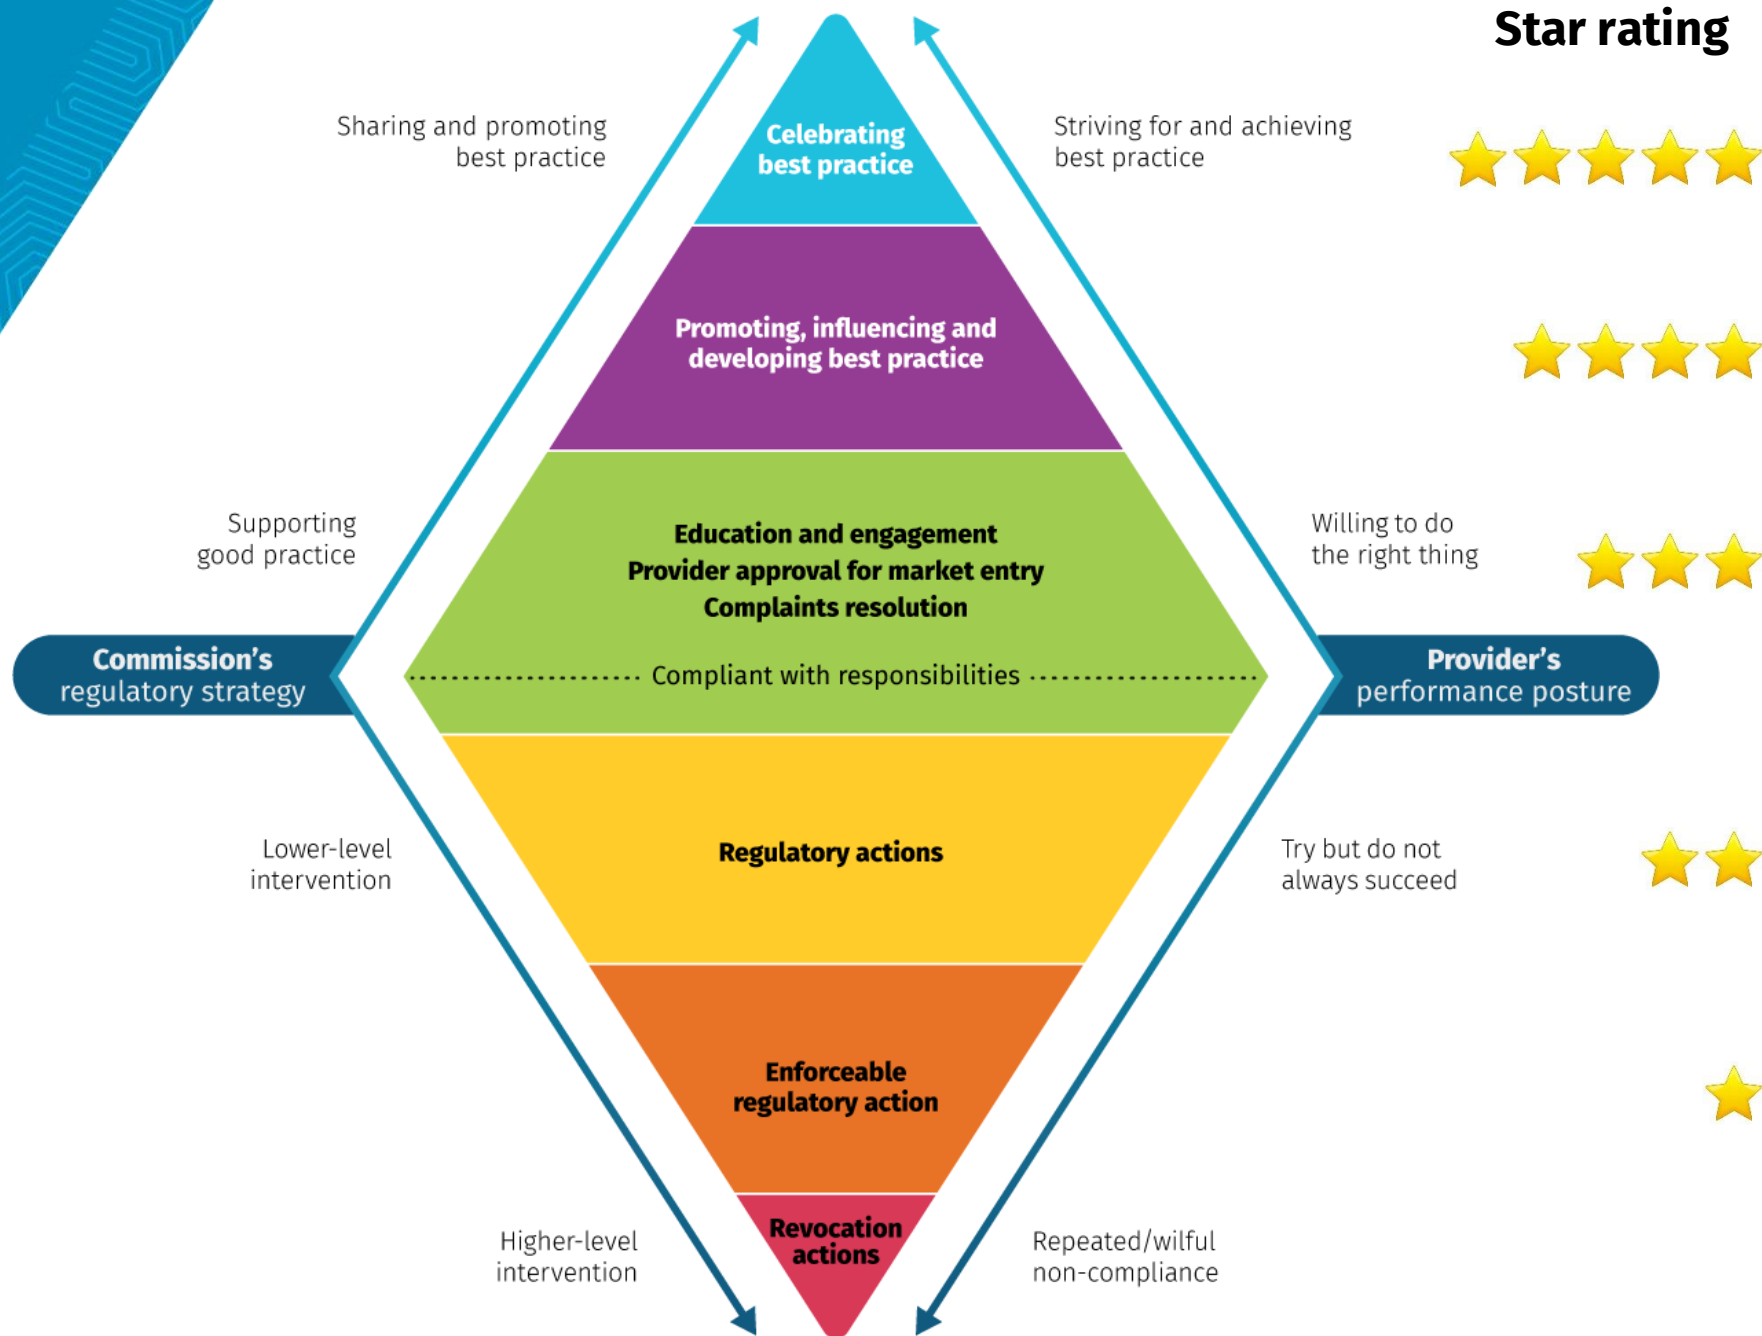 Star rating
Sharing and promoting
best practice
Celebrating
best practice
Striving for and achieving
best practice
Promoting, influencing and
developing best practice
Supporting
good practice
Education and engagement
Provider approval for market entry
Complaints resolution
Willing to do
the right thing
Commission's
regulatory strategy
Compliant with responsibilities
Provider's
performance posture
Lower-level
intervention
Regulatory actions
Try but do not
always succeed
Enforceable
regulatory action
Higher-level
intervention
Revocation
actions
Repeated/wilful
non-compliance